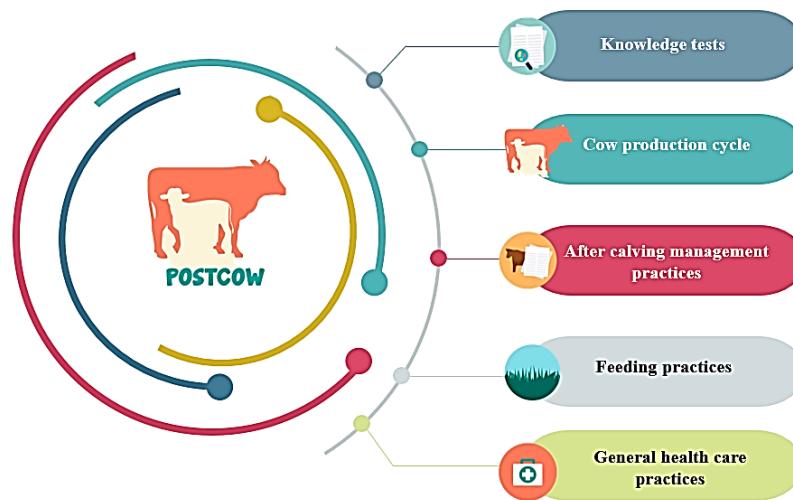 Knowledge tests
Cow production cycle
POSTCOW
After calving management
practices
Feeding practices
General health care
practices